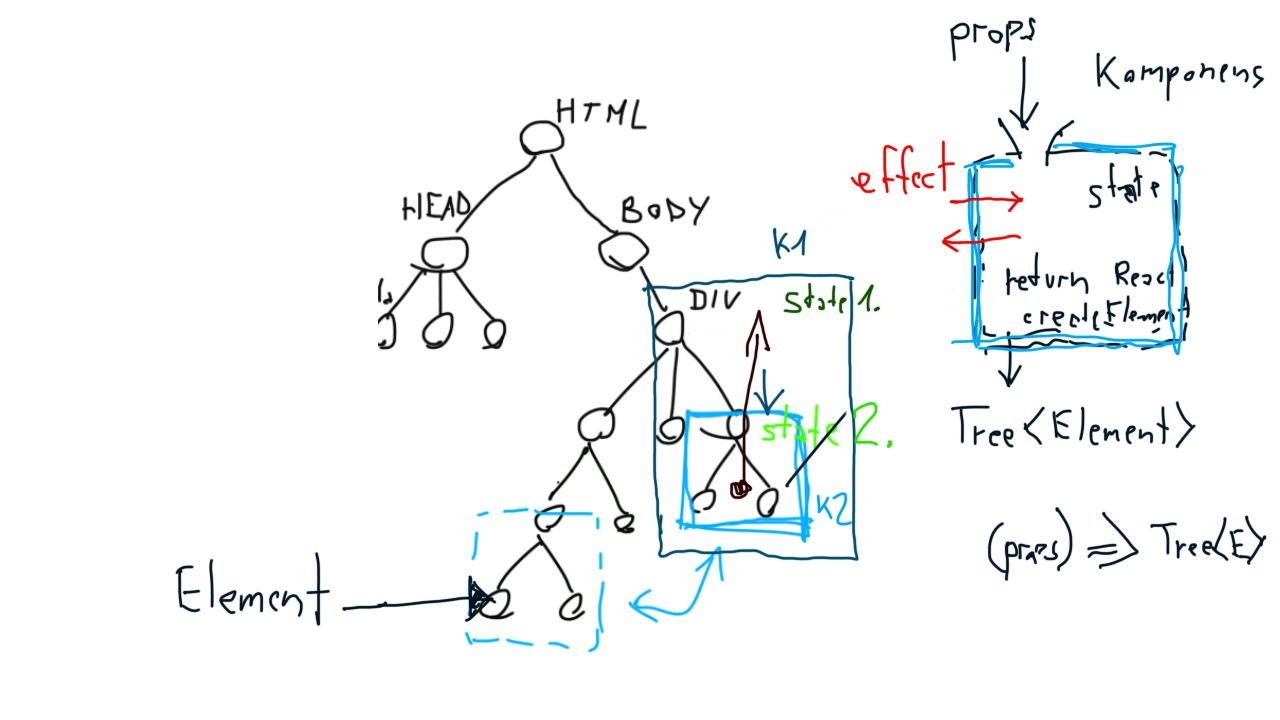 props
Komponens
HTML
effect
state
HEAD
BODY
K1
return React
createElement
DIV
state 1.
Tree<Element>
state 2.
K2
(props) => Tree<E>
Element